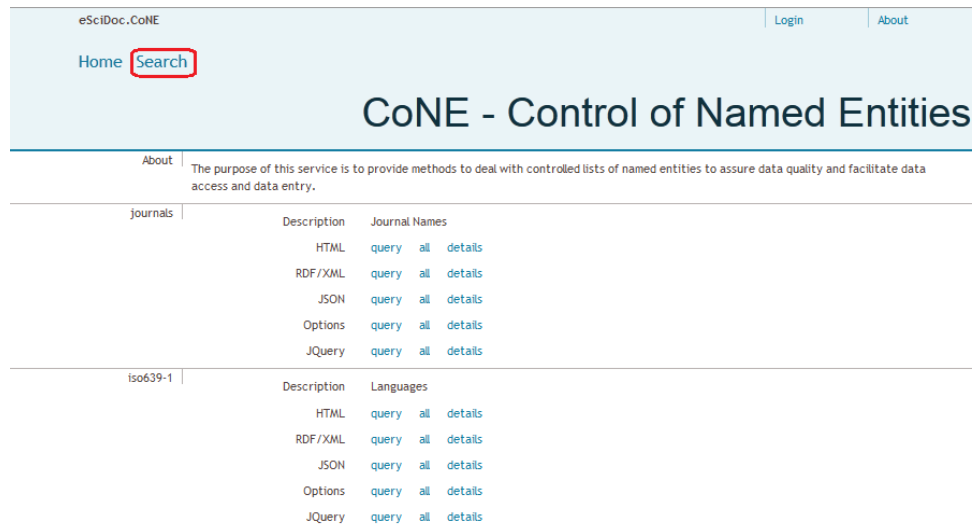 eSciDoc.CoNE Login About
Home Search
CoNE - Control of Named Entities
About The purpose of this service is to provide methods to deal with controlled lists of named entities to assure data quality and facilitate data
access and data entry.
journals
Description Journal Names
HTML query all details
RDF/XML query all details
JSON query all details
Options query all details
JQuery query all details
iso639-1
Description Languages
HTML query all details
RDF/XML query all details
JSON query all details
Options query all details
JQuery query all details